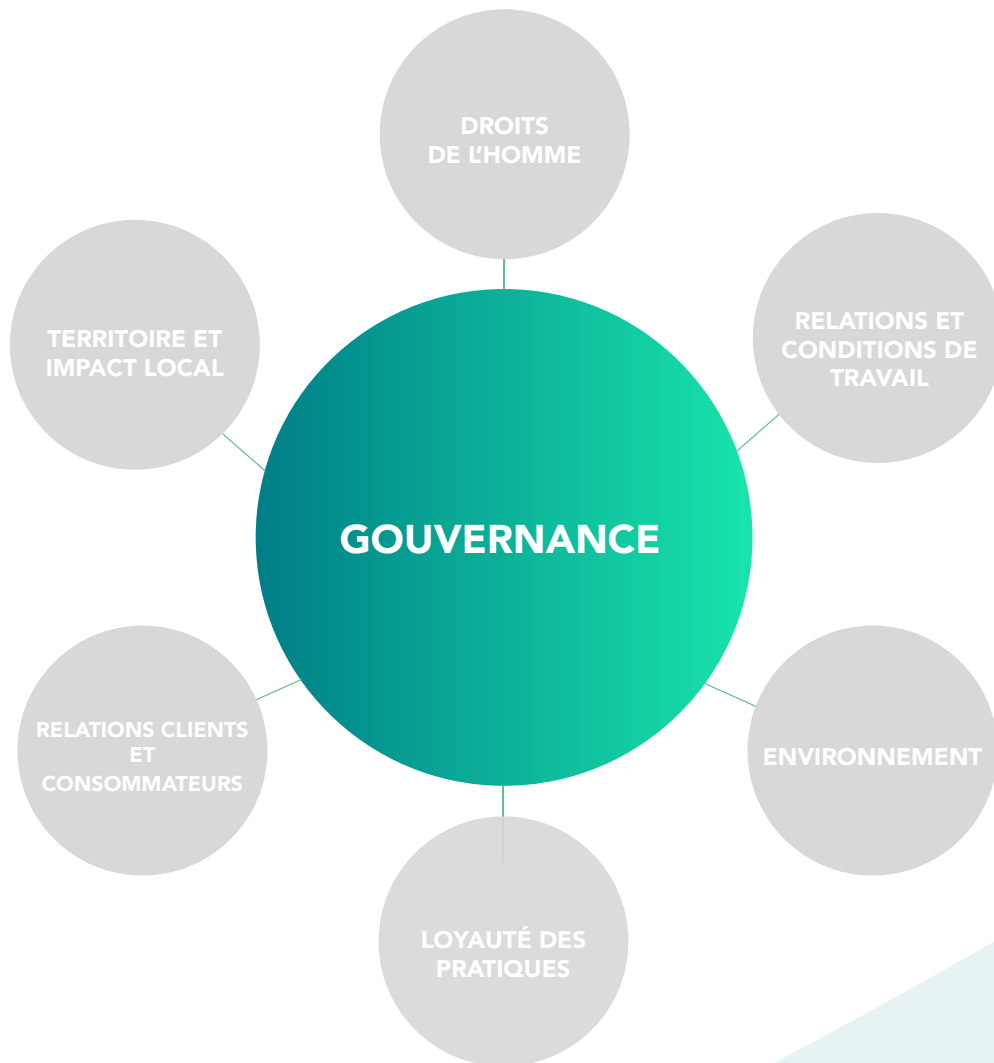 DROITS
DE L’HOMME
TERRITOIRE ET
IMPACT LOCAL
RELATIONS ET
CONDITIONS DE
TRAVAIL
GOUVERNANCE
RELATIONS CLIENTS
ET
CONSOMMATEURS
ENVIRONNEMENT
LOYAUTÉ DES
PRATIQUES